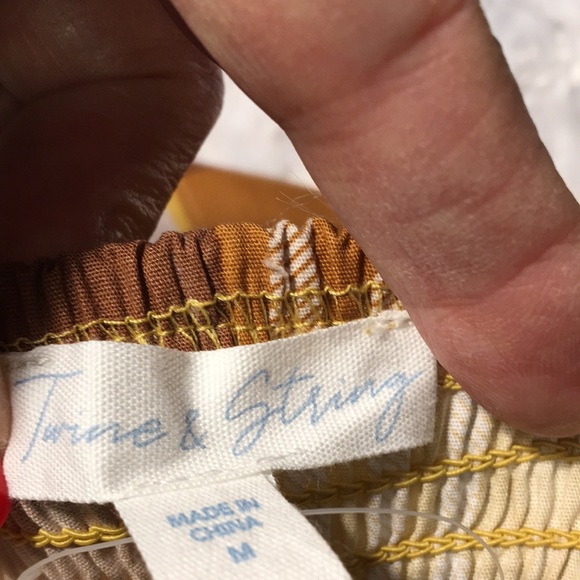 Twine & String
MADE IN
CHINA
M